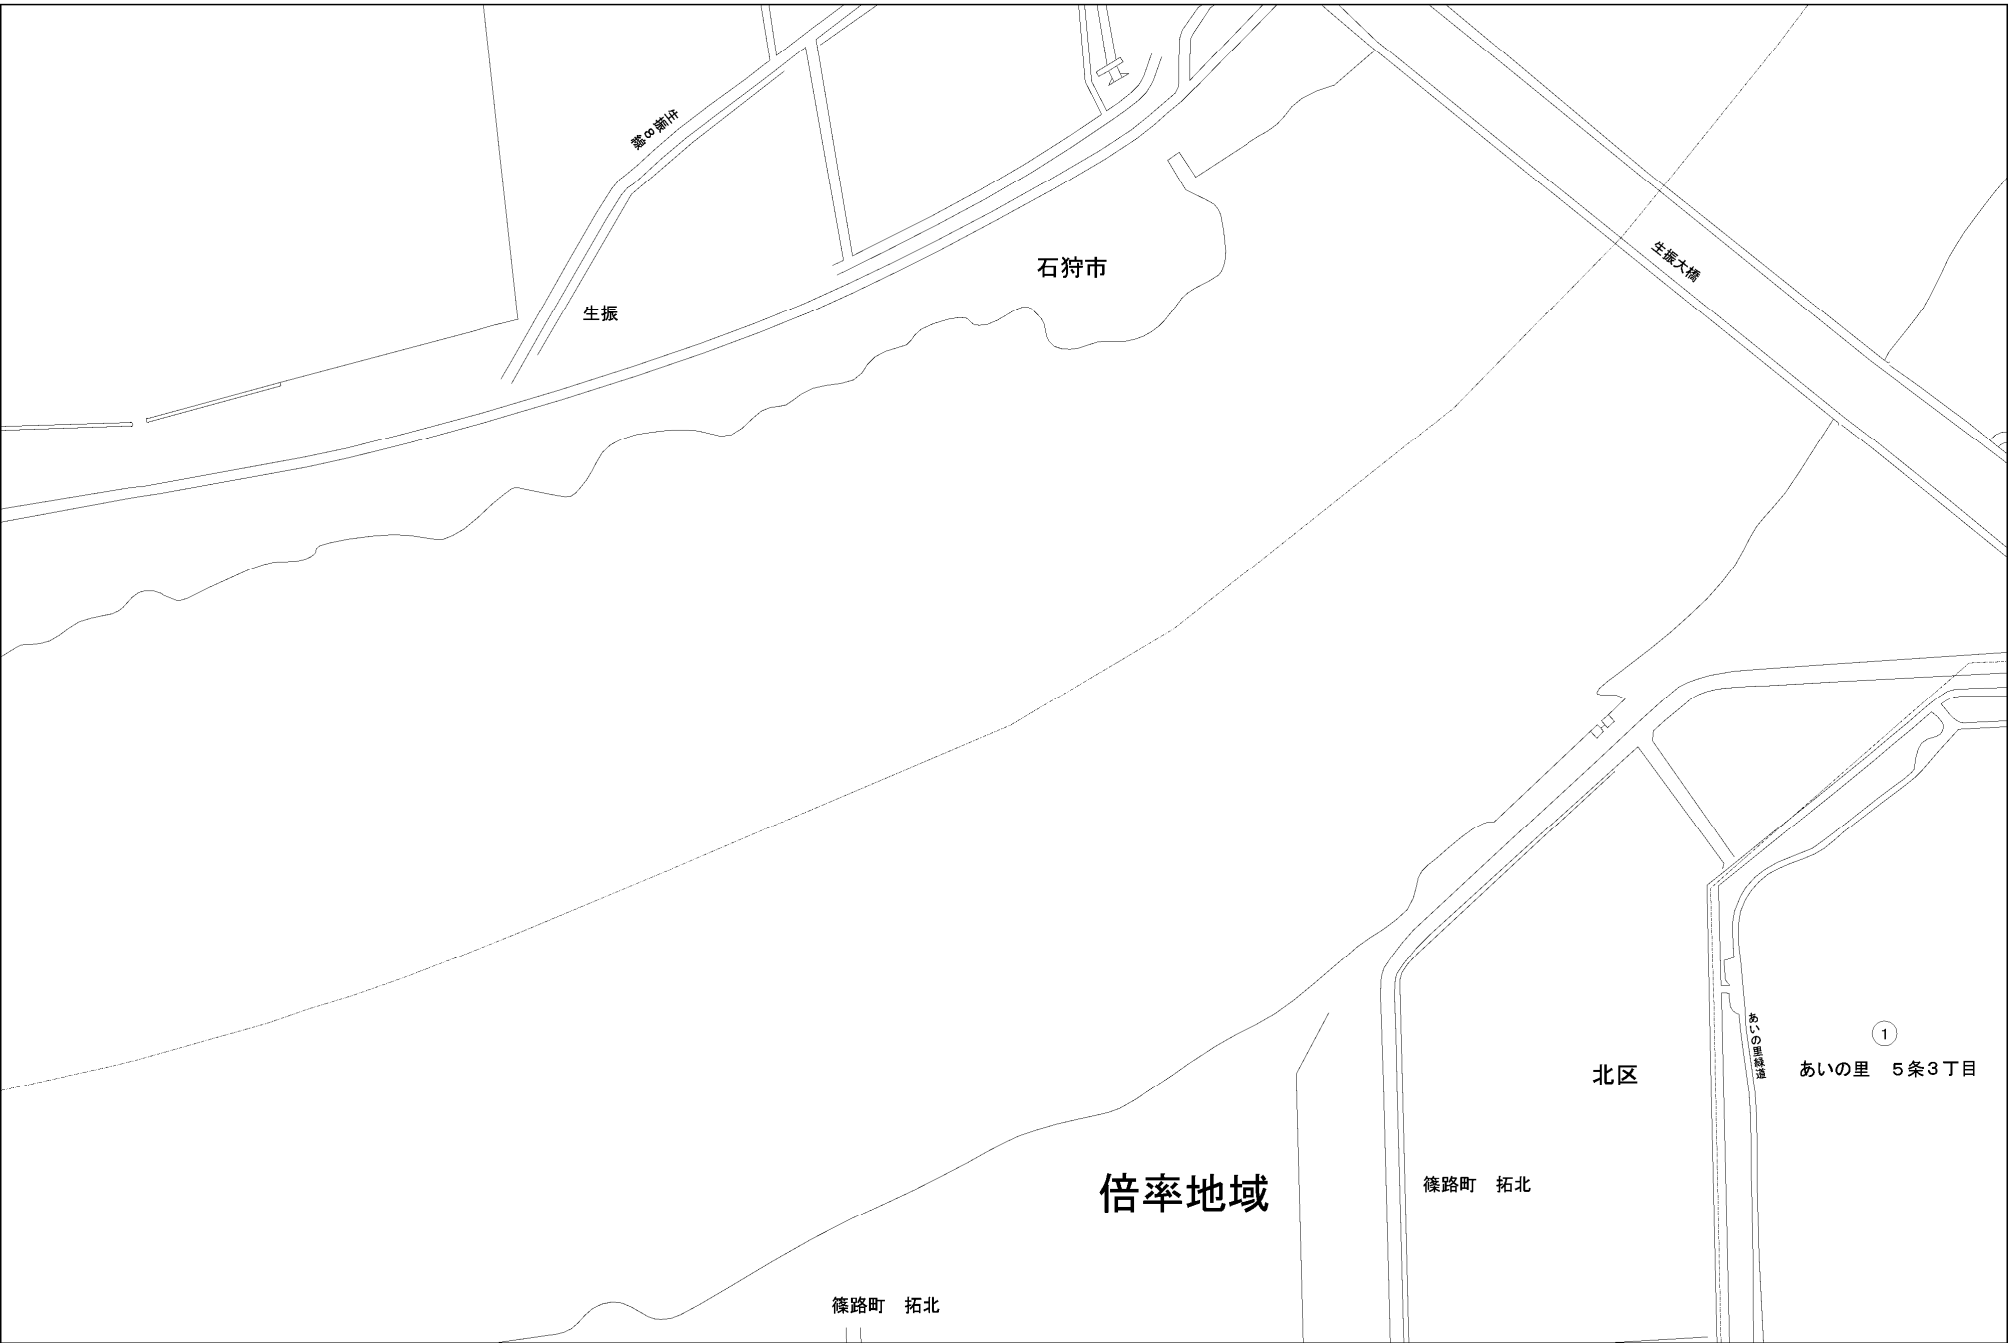 生振8線
石狩市
生振大橋
生振
あいの里緑道
1
あいの里　5条3丁目
北区
倍率地域
篠路町　拓北
篠路町　拓北